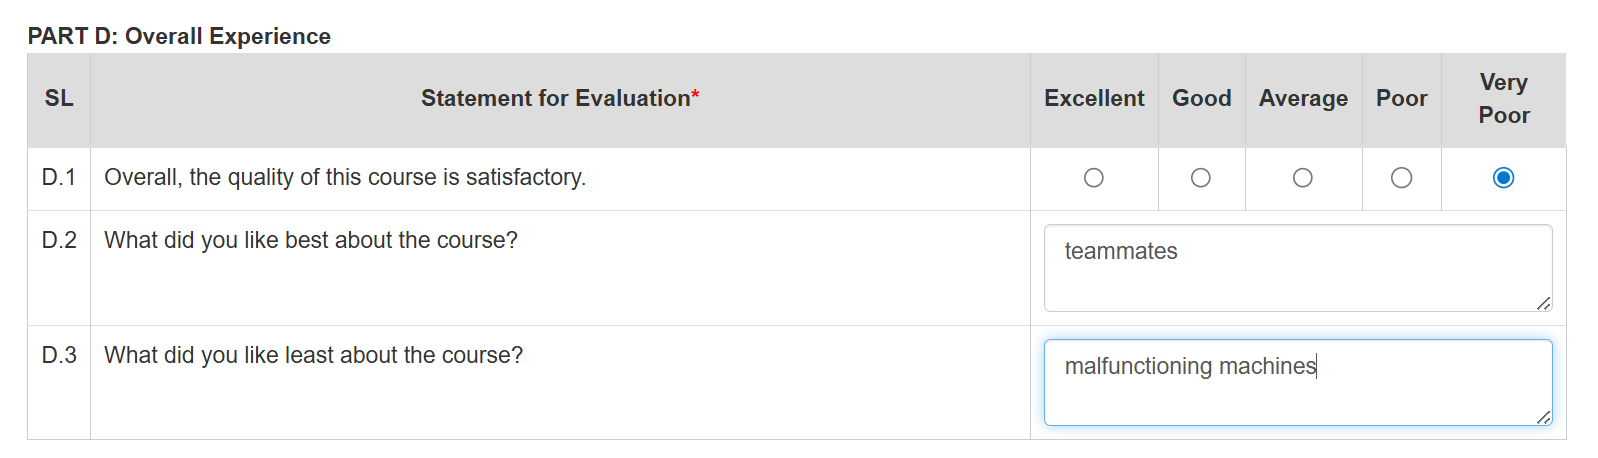 PART D: Overall Experience
SL Statement for Evaluation* Excellent Good Average Poor Very Poor
D.1 Overall, the quality of this course is satisfactory.
D.2 What did you like best about the course? teammates
D.3 What did you like least about the course? malfunctioning machines